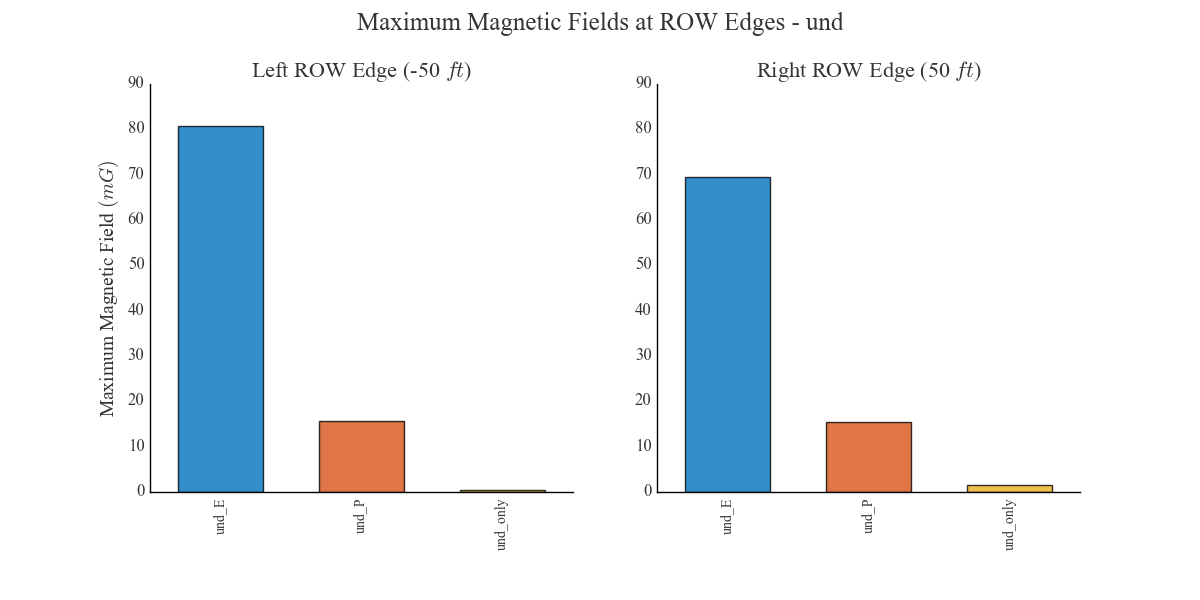 Maximum Magnetic Fields at ROW Edges - und
Left ROW Edge (-50 ft)
90
80
70
60
50
40
30
20
10
0
Maximum Magnetic Field (mG)
und_E
und_P
und_only
Right ROW Edge (50 ft)
90
80
70
60
50
40
30
20
10
0
und_E
und_P
und_only